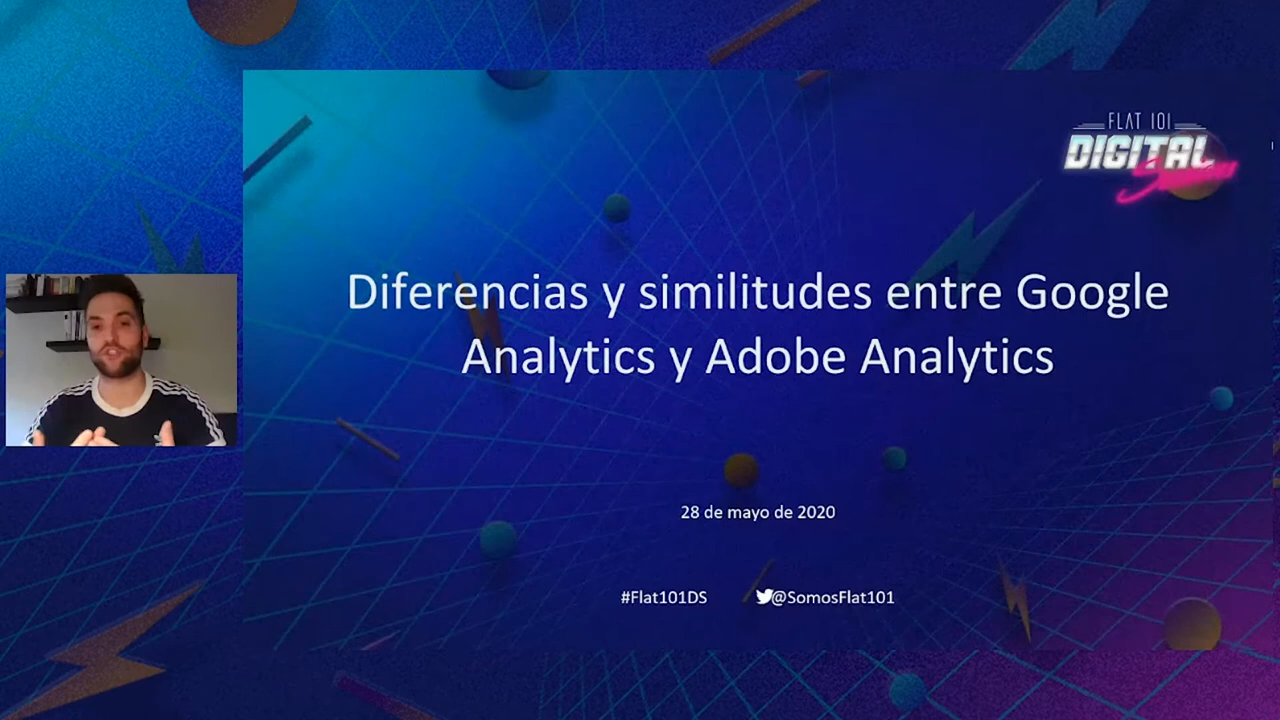 FLAT 101
DIGITAL
Diferencias y similitudes entre Google
Analytics y Adobe Analytics
28 de mayo de 2020
#Flat101DS
@SomosFlat101